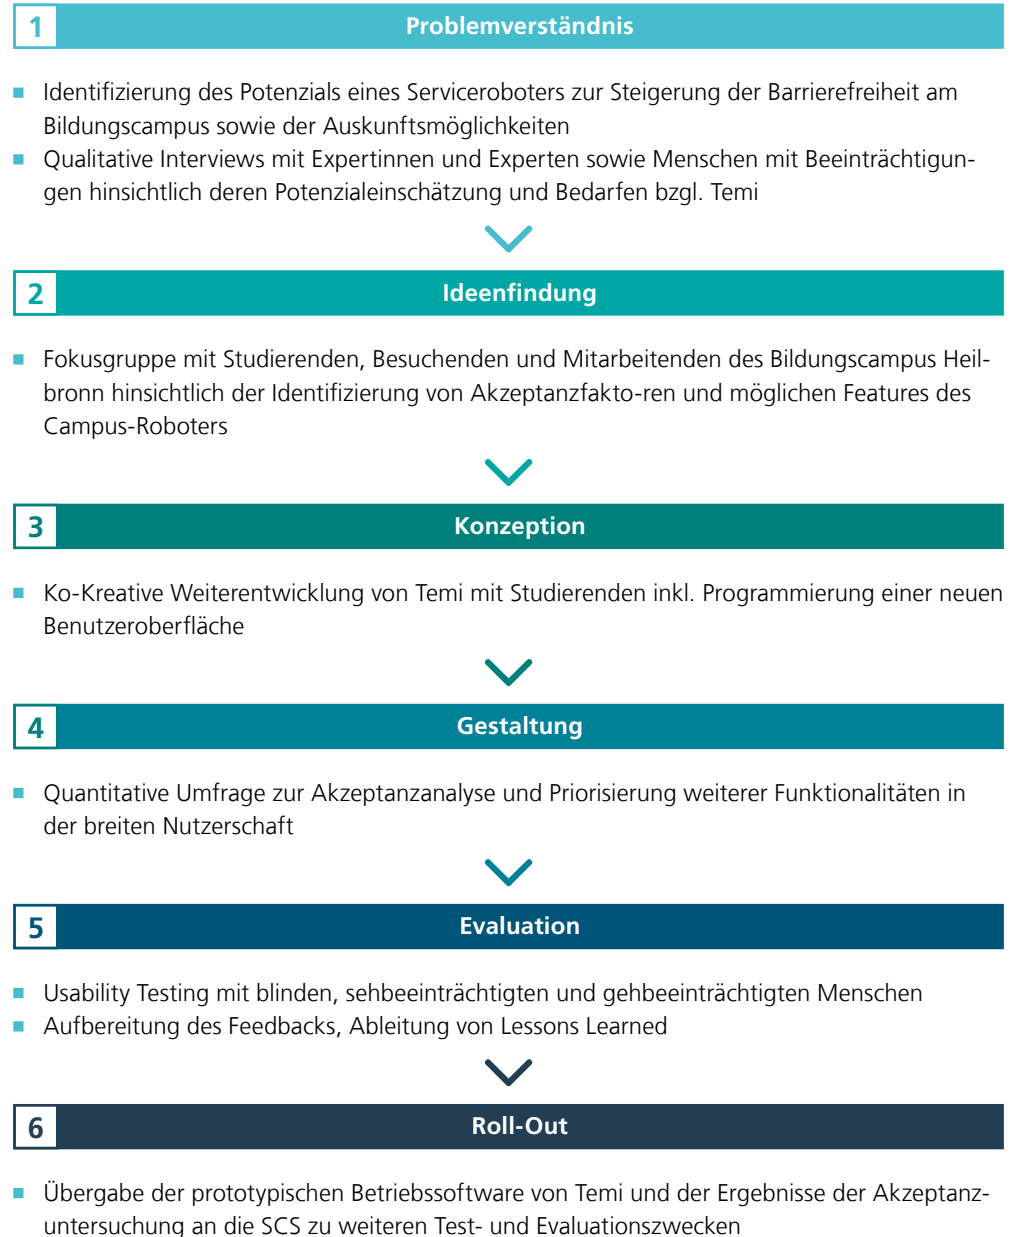 1 Problemverständnis
Identifizierung des Potenzials eines Serviceroboters zur Steigerung der Barrierefreiheit am
Bildungscampus sowie der Auskunftsmöglichkeiten
Qualitative Interviews mit Expertinnen und Experten sowie Menschen mit Beeinträchtigun-
gen hinsichtlich deren Potenzialeinschätzung und Bedarfen bzgl. Temi
2 Ideenfindung
Fokusgruppe mit Studierenden, Besuchenden und Mitarbeitenden des Bildungscampus Heil-
bronn hinsichtlich der Identifizierung von Akzeptanzfakto-ren und möglichen Features des
Campus-Roboters
3 Konzeption
Ko-Kreative Weiterentwicklung von Temi mit Studierenden inkl. Programmierung einer neuen
Benutzeroberfläche
4 Gestaltung
Quantitative Umfrage zur Akzeptanzanalyse und Priorisierung weiterer Funktionalitäten in
der breiten Nutzerschaft
5 Evaluation
Usability Testing mit blinden, sehbeeinträchtigten und gehbeeinträchtigten Menschen
Aufbereitung des Feedbacks, Ableitung von Lessons Learned
6 Roll-Out
Übergabe der prototypischen Betriebssoftware von Temi und der Ergebnisse der Akzeptanz-
untersuchung an die SCS zu weiteren Test- und Evaluationszwecken